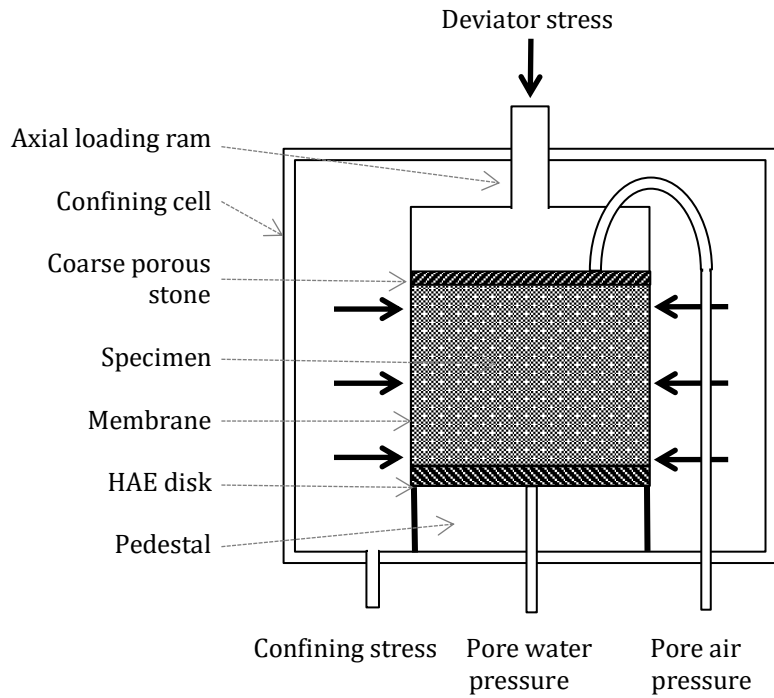 Deviator stress
Axial loading ram
Confining cell
Coarse porous
stone
Specimen
Membrane
HAE disk
Pedestal
Confining stress
Pore water
pressure
Pore air
pressure